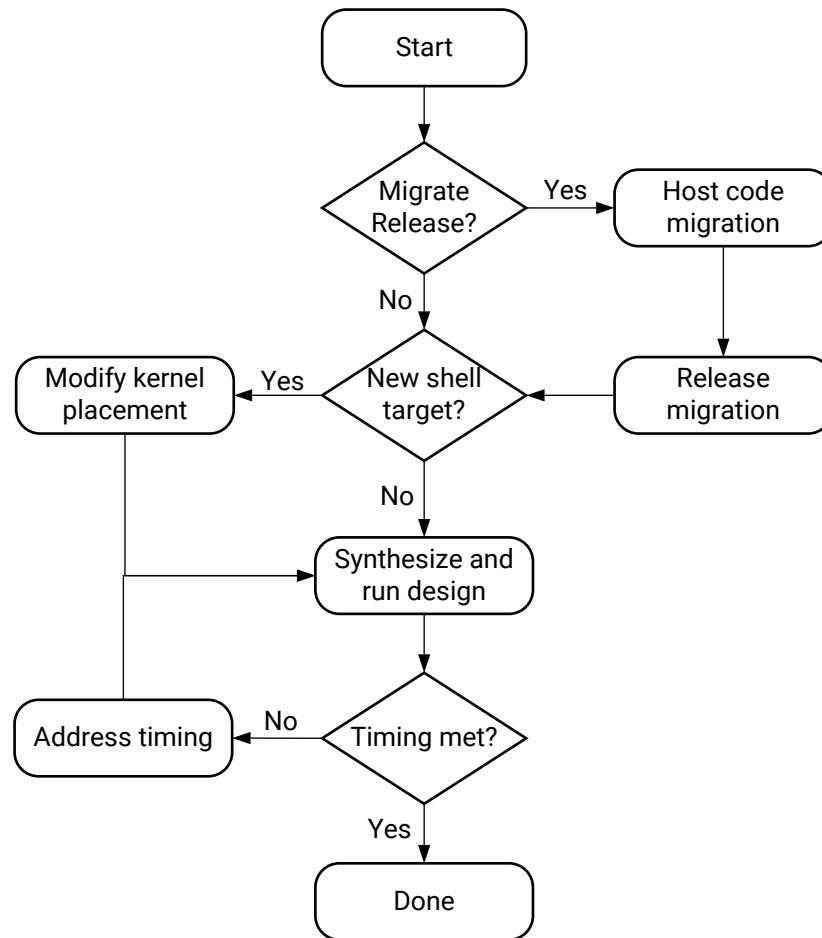 Start
Migrate
Release?
Yes
Host code
migration
No
Modify kernel
placement
Yes
New shell
target?
Release
migration
No
Synthesize and
run design
Address timing
No
Timing met?
Yes
Done